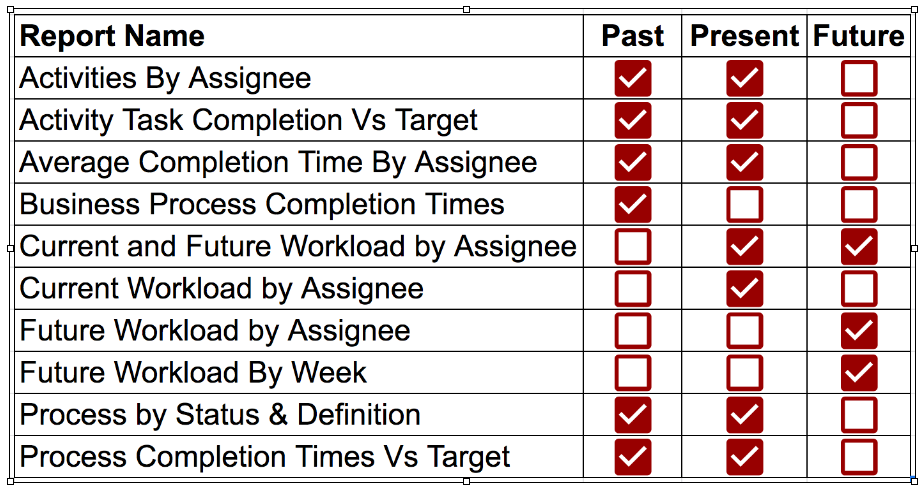 Report Name Past Present Future
Activities By Assignee
Activity Task Completion Vs Target
Average Completion Time By Assignee
Business Process Completion Times
Current and Future Workload by Assignee
Current Workload by Assignee
Future Workload by Assignee
Future Workload By Week
Process by Status & Definition
Process Completion Times Vs Target